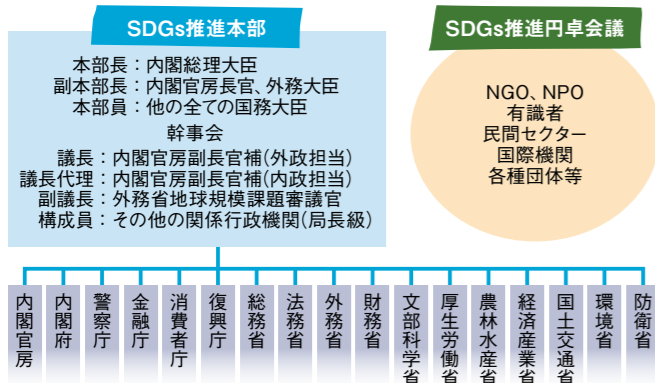 SDGs推進本部
本部長：内閣総理大臣
副本部長：内閣官房長官、外務大臣
本部員：他の全ての国務大臣
幹事会
議長：内閣官房副長官補(外政担当)
議長代理：内閣官房副長官補(内政担当)
副議長：外務省地球規模課題審議官
構成員：その他の関係行政機関(局長級)
SDGs推進円卓会議
NGO、NPO
有識者
民間セクター
国際機関
各種団体等
内閣官房
内閣府
警察庁
金融庁
消費者庁
復興庁
総務省
法務省
外務省
財務省
文部科学省
厚生労働省
農林水産省
経済産業省
国土交通省
環境省
防衛省